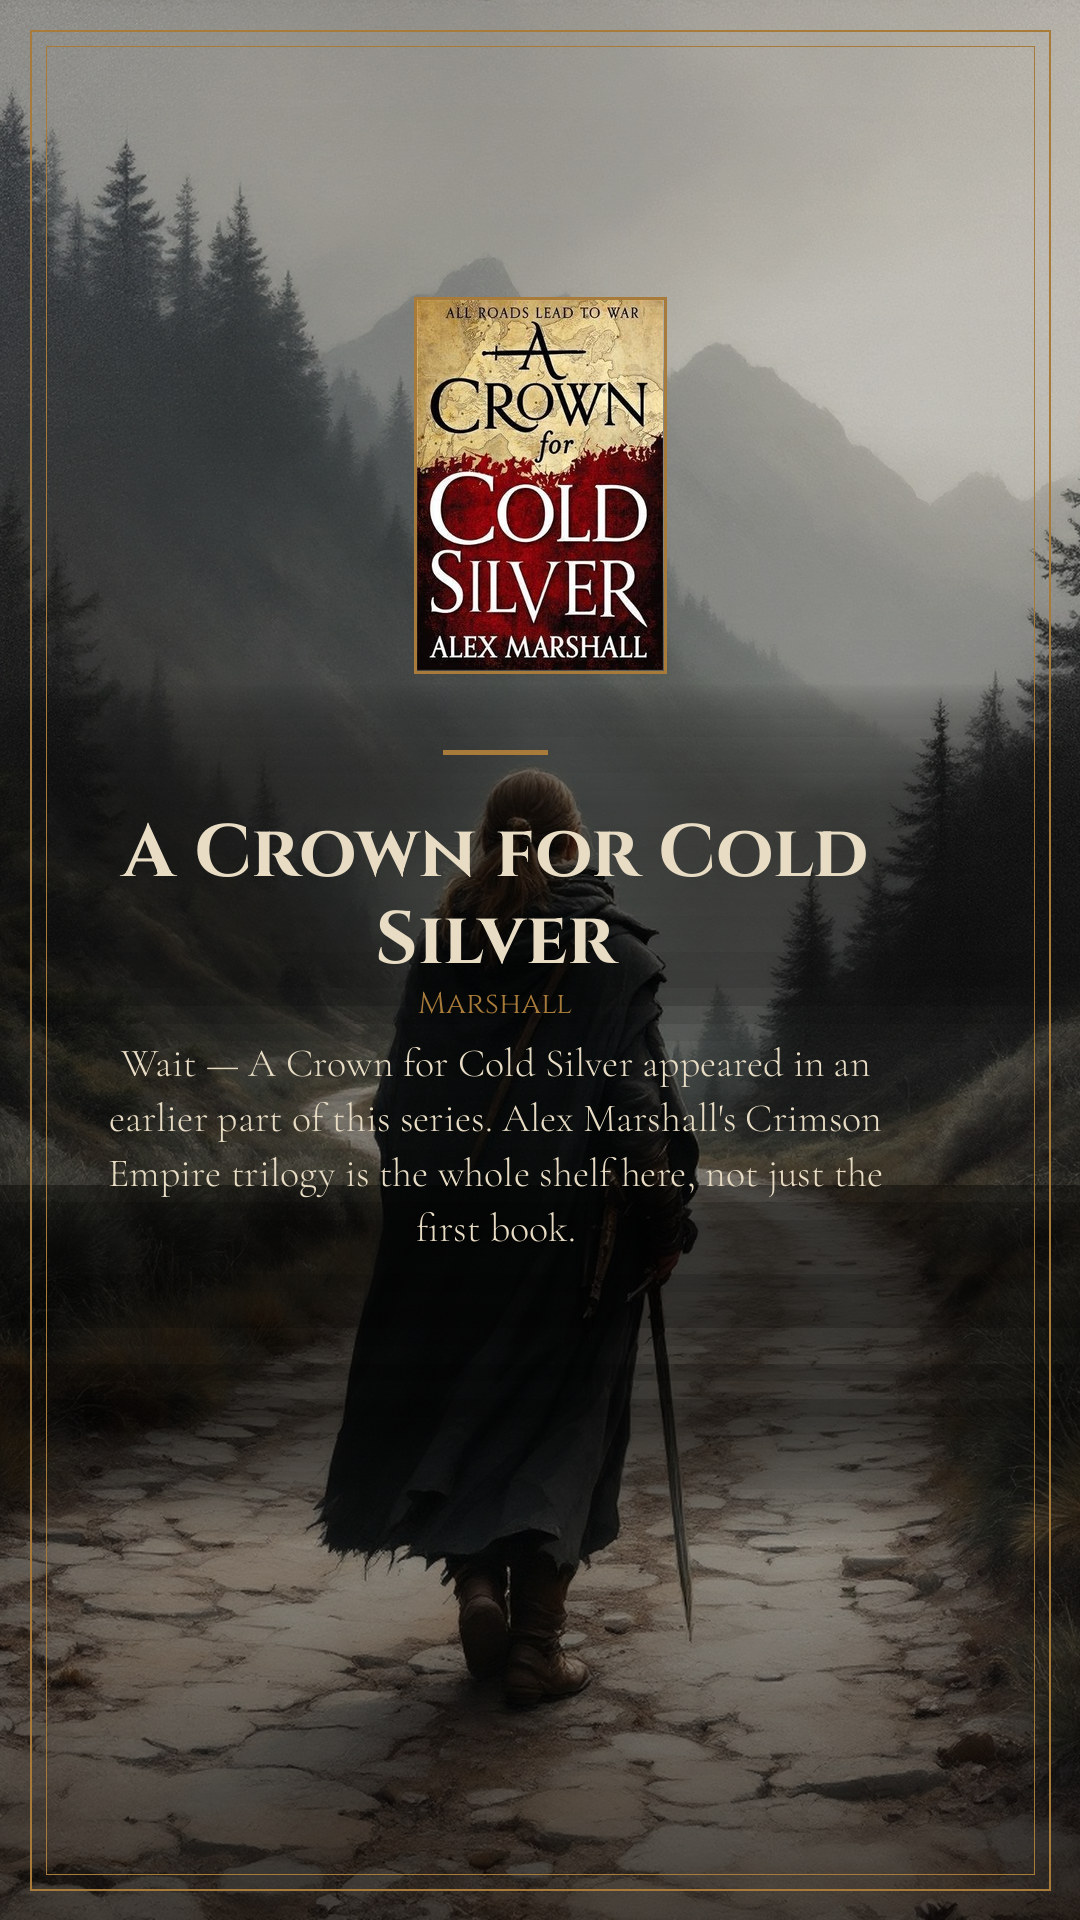 ALL ROADS LEAD TO WAR
A
CROWN
for
COLD
SILVER
ALEX MARSHALL
A Crown for Cold
Silver
Marshall
Wait — A Crown for Cold Silver appeared in an
earlier part of this series. Alex Marshall's Crimson
Empire trilogy is the whole shelf here, not just the
first book.